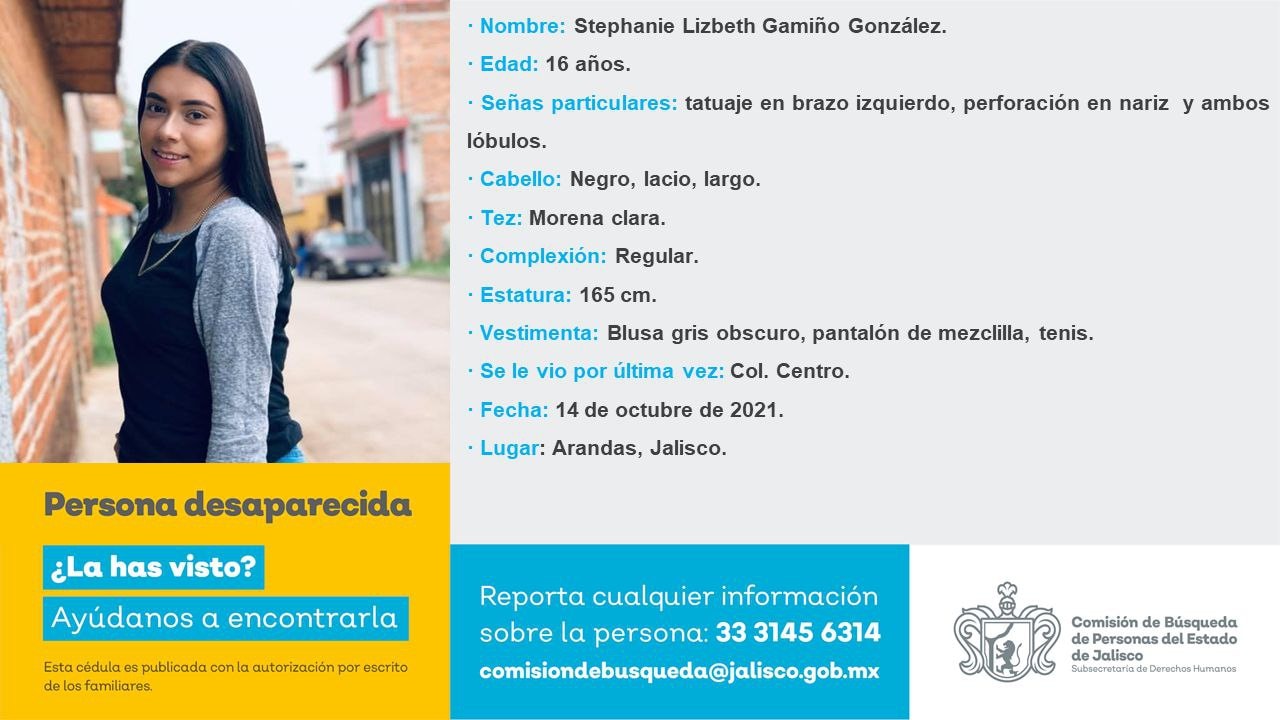 · Nombre: Stephanie Lizbeth Gamiño González.
· Edad: 16 años.
· Señas particulares: tatuaje en brazo izquierdo, perforación en nariz y ambos
lóbulos.
· Cabello: Negro, lacio, largo.
· Tez: Morena clara.
· Complexión: Regular.
· Estatura: 165 cm.
· Vestimenta: Blusa gris obscuro, pantalón de mezclilla, tenis.
· Se le vio por última vez: Col. Centro.
· Fecha: 14 de octubre de 2021.
· Lugar: Arandas, Jalisco.
Persona desaparecida
¿La has visto?
Ayúdanos a encontrarla
Esta cédula es publicada con la autorización por escrito
de los familiares.
Reporta cualquier información
sobre la persona: 33 3145 6314
comisiondebusqueda@jalisco.gob.mx
Comisión de Búsqueda
de Personas del Estado
de Jalisco
Subsecretaría de Derechos Humanos